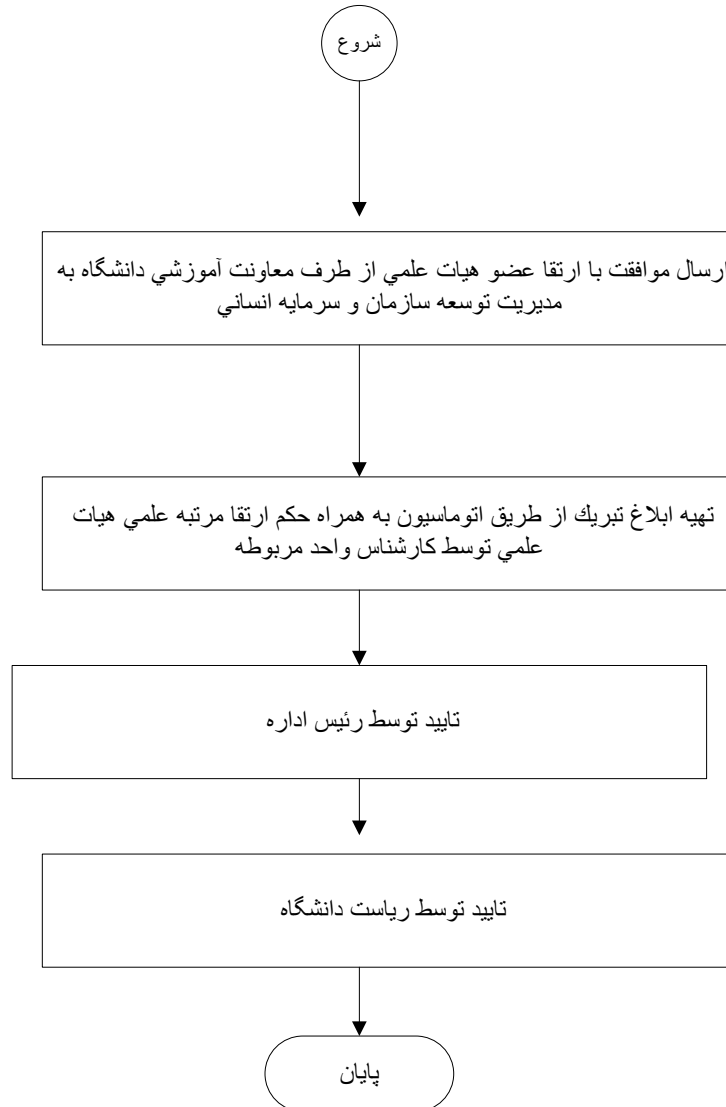 شروع
ارسال موافقت با ارتقا عضو هيات علمي از طرف معاونت آموزشي دانشگاه به
مديريت توسعه سازمان و سرمايه انساني
تهيه ابلاغ تبريك از طريق اتوماسيون به همراه حكم ارتقا مرتبه علمي هيات
علمي توسط كارشناس واحد مربوطه
تاييد توسط رئيس اداره
تاييد توسط رياست دانشگاه
پايان